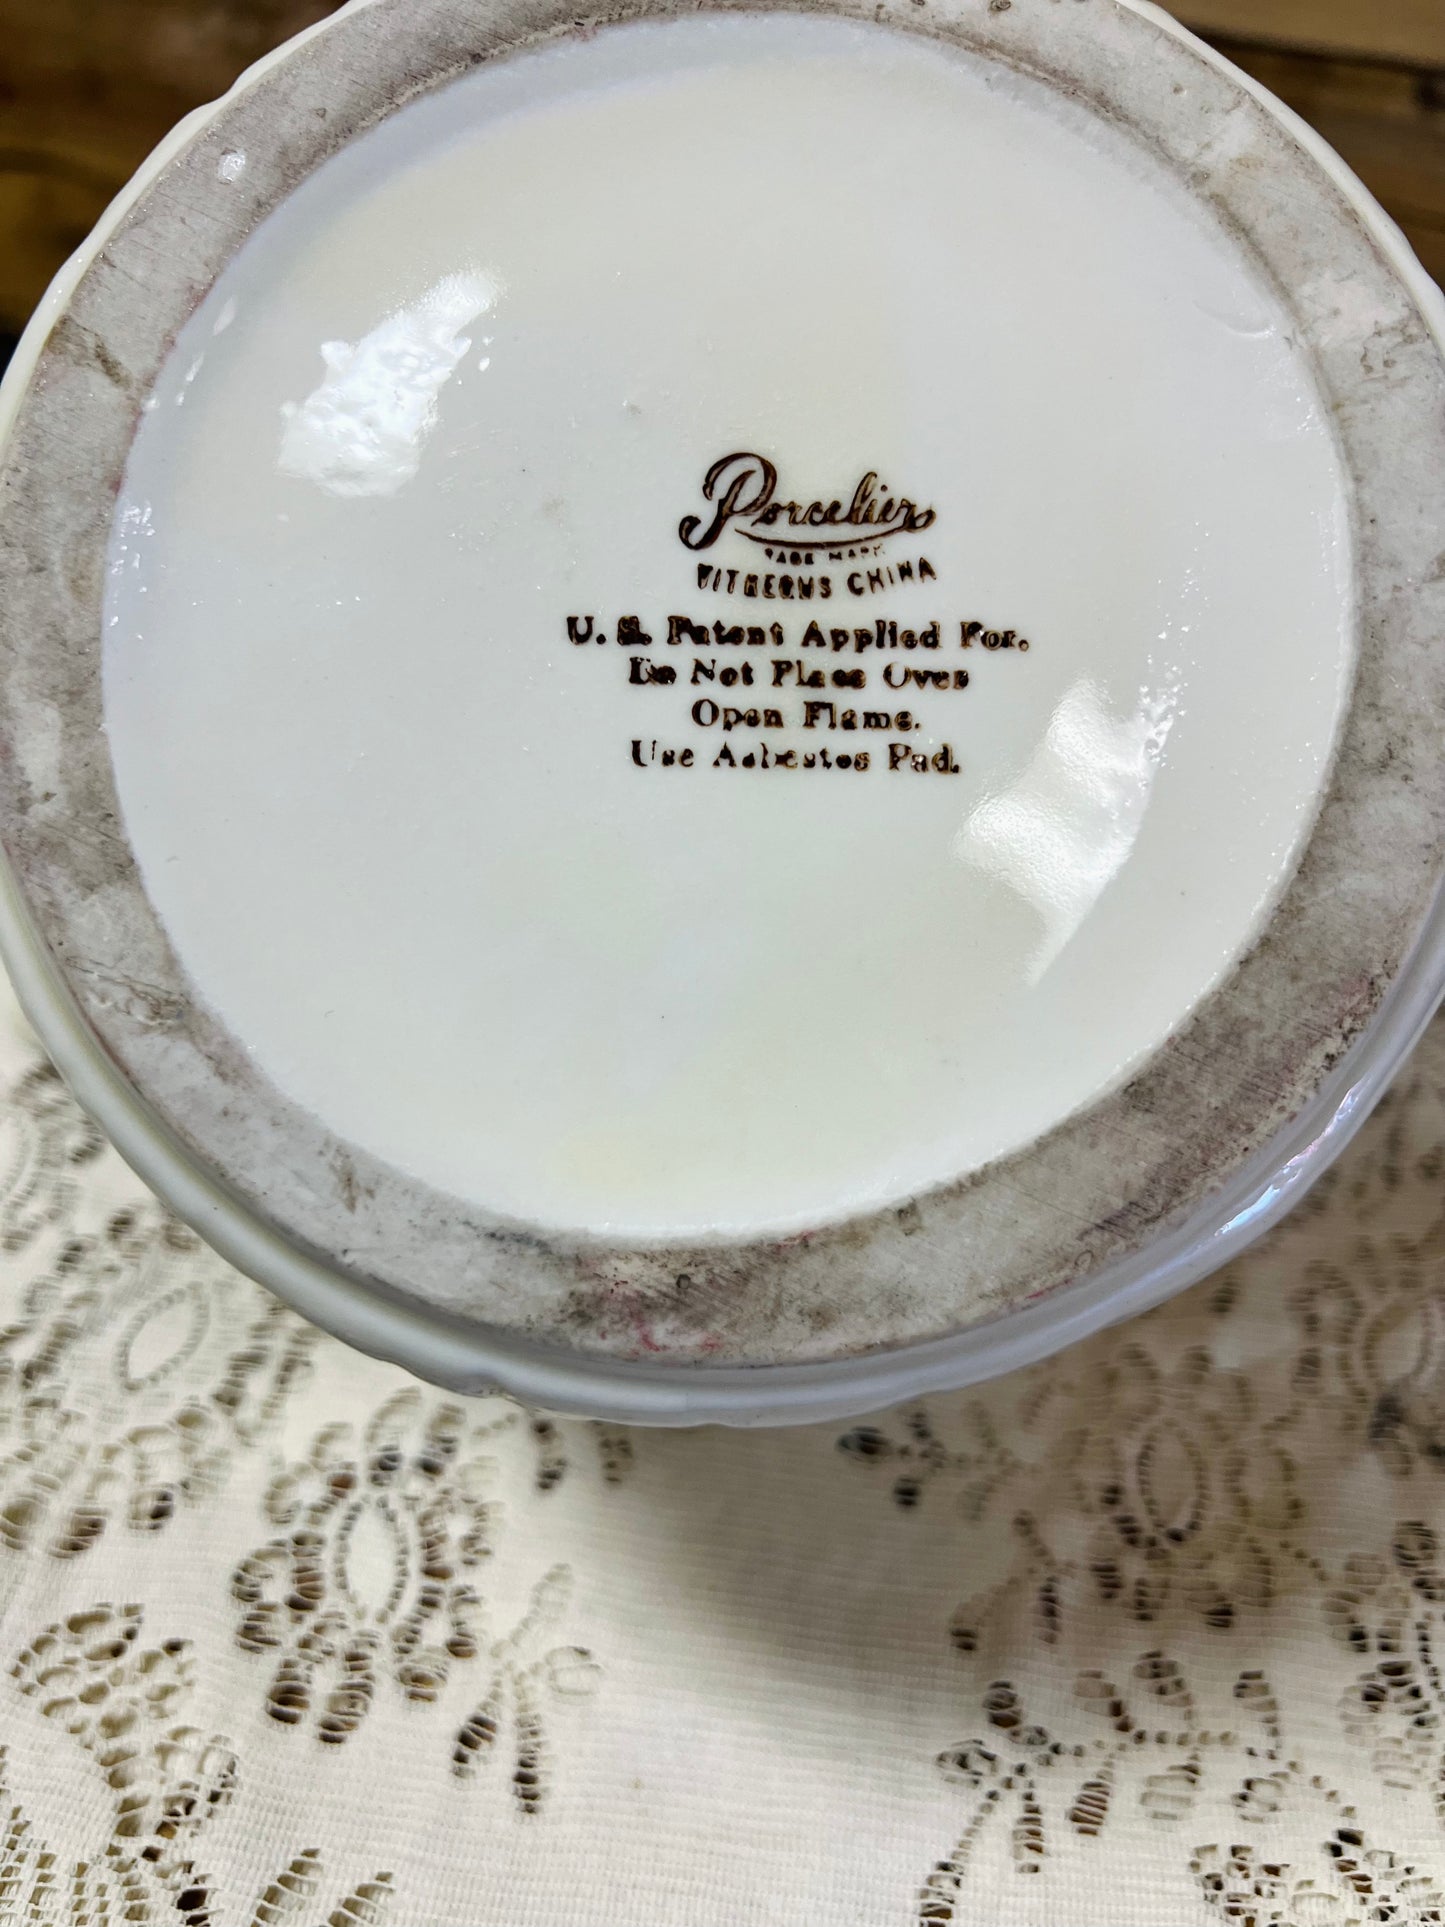 Porcelier
TRADE MARK
VITREOUS CHINA
U. S. Patent Applied For.
Do Not Place Over
Open Flame.
Use Asbestos Pad.